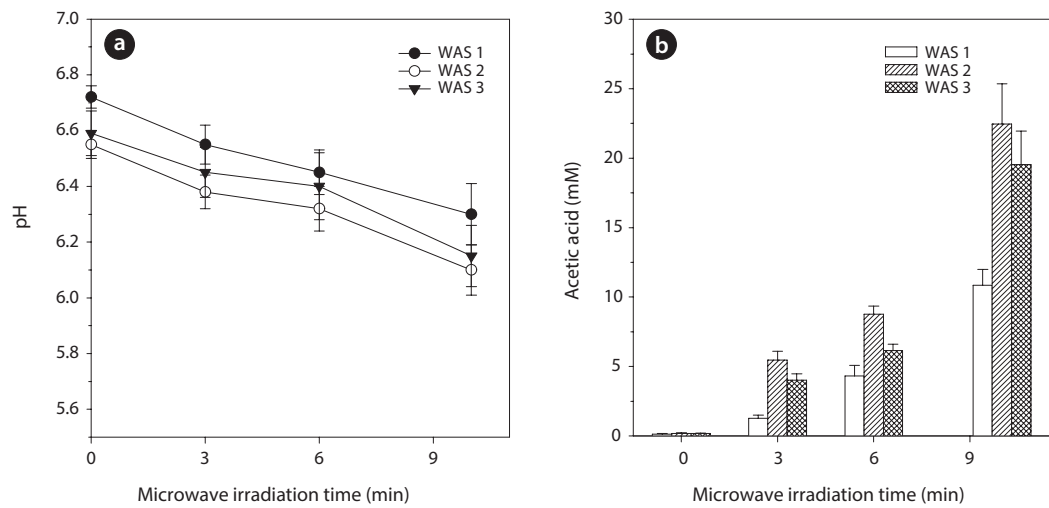 a
7.0
6.8
6.6
6.4
6.2
6.0
5.8
5.6
pH
WAS 1
WAS 2
WAS 3
0
3
6
9
Microwave irradiation time (min)
b
30
25
20
15
10
5
0
Acetic acid (mM)
WAS 1
WAS 2
WAS 3
0
3
6
9
Microwave irradiation time (min)